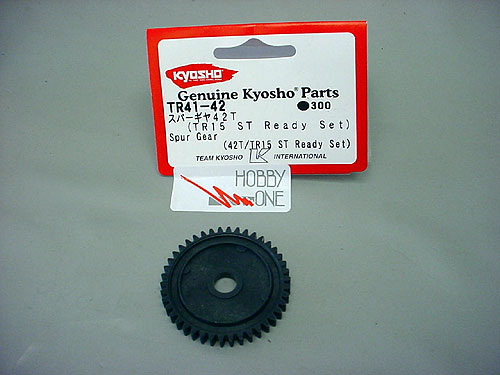 KYOSHO
Genuine Kyosho® Parts
TR41-42 ●300
スパーギヤ42T
(TR15 ST Ready Set)
Spur Gear
(42T/TR15 ST Ready Set)
TEAM KYOSHO INTERNATIONAL
HOBBY
ONE